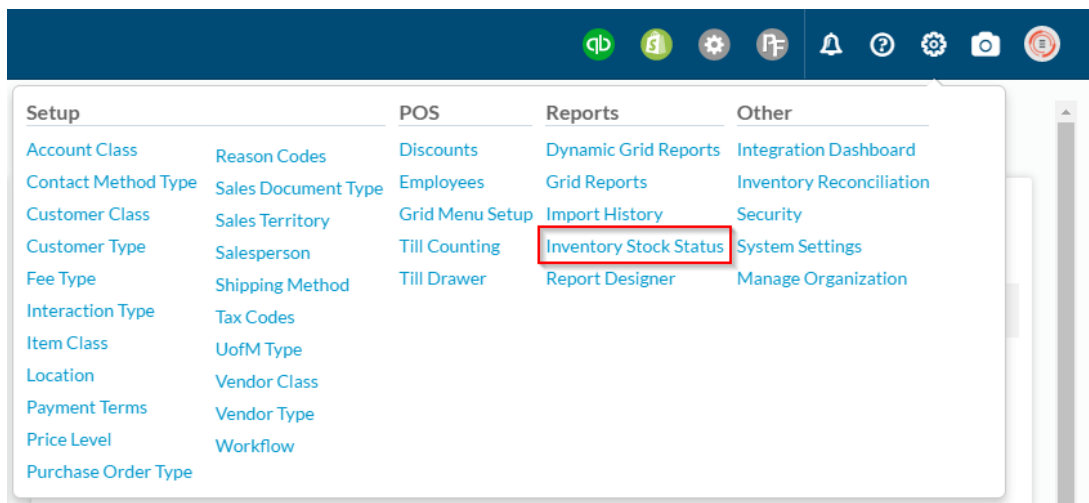 qb
S
PF
Setup
Account Class
Contact Method Type
Customer Class
Customer Type
Fee Type
Interaction Type
Item Class
Location
Payment Terms
Price Level
Purchase Order Type
Reason Codes
Sales Document Type
Sales Territory
Salesperson
Shipping Method
Tax Codes
UofM Type
Vendor Class
Vendor Type
Workflow
POS
Discounts
Employees
Grid Menu Setup
Till Counting
Till Drawer
Reports
Dynamic Grid Reports
Grid Reports
Import History
Inventory Stock Status
Report Designer
Other
Integration Dashboard
Inventory Reconciliation
Security
System Settings
Manage Organization